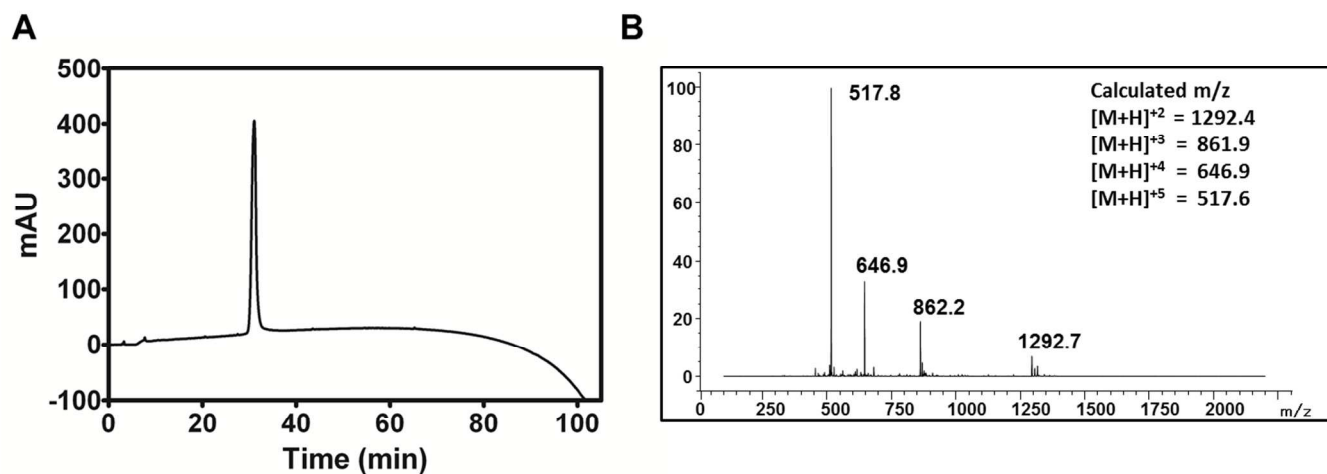 A
500
400
300
200
100
0
-100
mAU
0 20 40 60 80 100
Time (min)
B
100
80
60
40
20
0
517.8
646.9
862.2
1292.7
Calculated m/z
[M+H]⁺² = 1292.4
[M+H]⁺³ = 861.9
[M+H]⁺⁴ = 646.9
[M+H]⁺⁵ = 517.6
0 250 500 750 1000 1250 1500 1750 2000 m/z